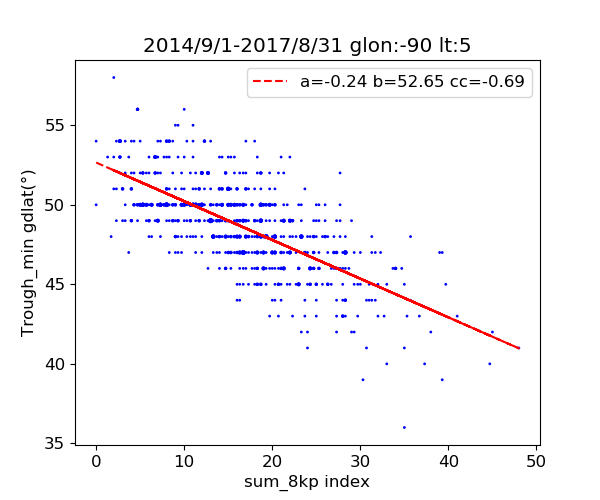 2014/9/1-2017/8/31 glon:-90 lt:5
a=-0.24 b=52.65 cc=-0.69
Trough_min gdlat(°)
55
50
45
40
35
0 10 20 30 40 50
sum_8kp index